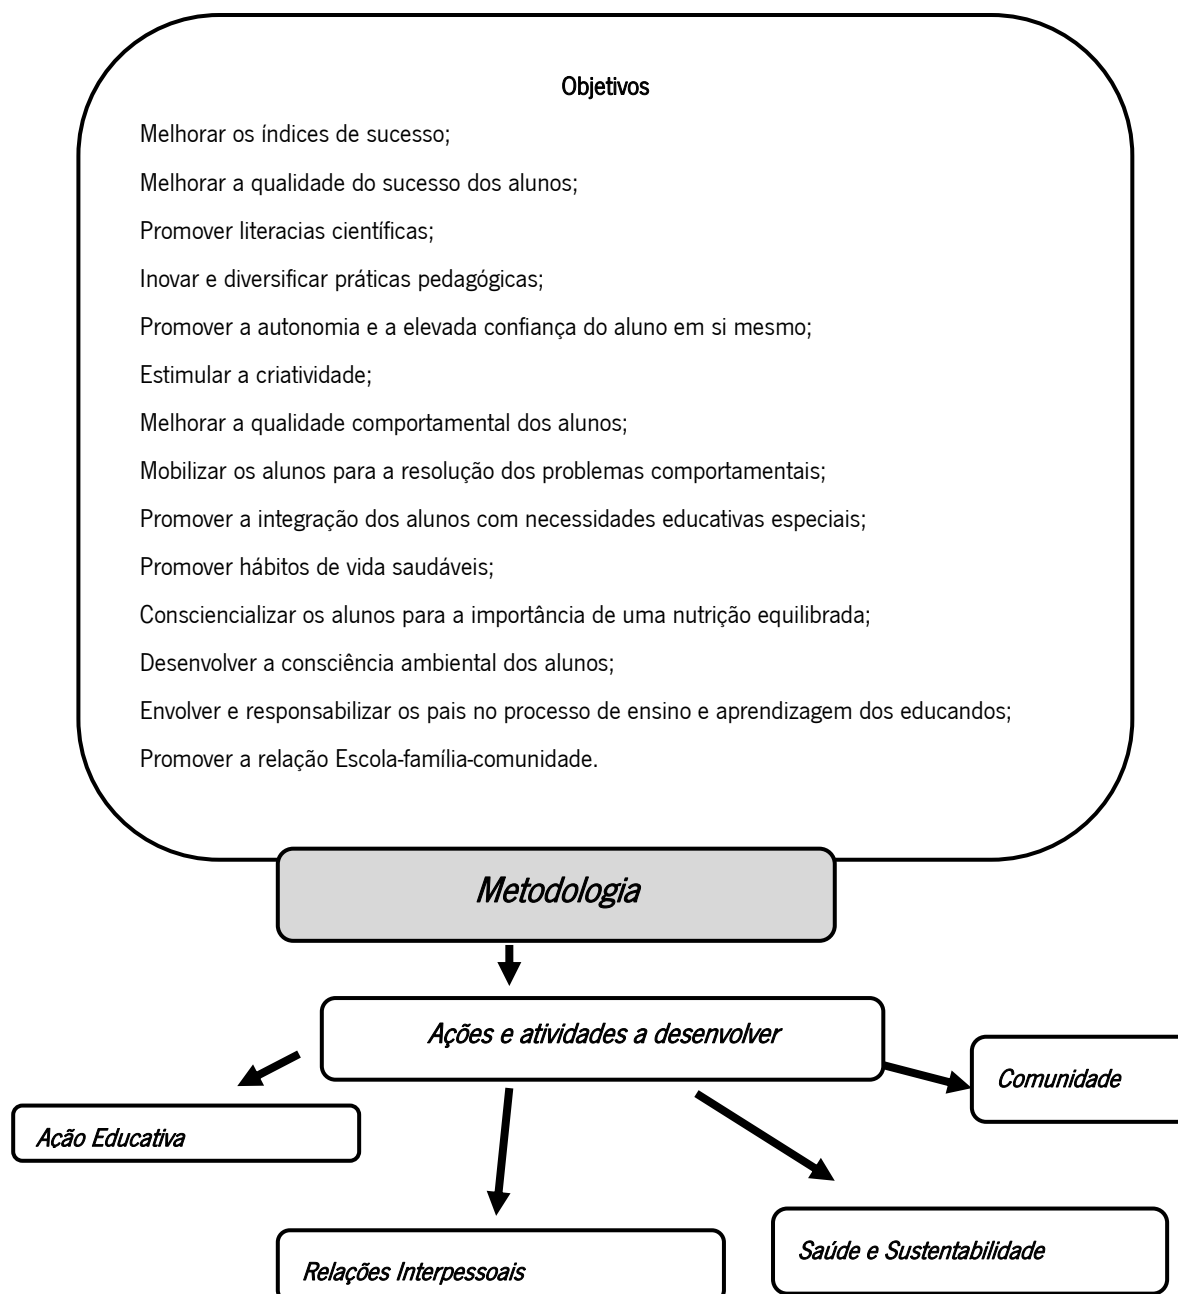 Objetivos
Melhorar os índices de sucesso;
Melhorar a qualidade do sucesso dos alunos;
Promover literacias científicas;
Inovar e diversificar práticas pedagógicas;
Promover a autonomia e a elevada confiança do aluno em si mesmo;
Estimular a criatividade;
Melhorar a qualidade comportamental dos alunos;
Mobilizar os alunos para a resolução dos problemas comportamentais;
Promover a integração dos alunos com necessidades educativas especiais;
Promover hábitos de vida saudáveis;
Consciencializar os alunos para a importância de uma nutrição equilibrada;
Desenvolver a consciência ambiental dos alunos;
Envolver e responsabilizar os pais no processo de ensino e aprendizagem dos educandos;
Promover a relação Escola-família-comunidade.
Metodologia
Ações e atividades a desenvolver
Comunidade
Ação Educativa
Saúde e Sustentabilidade
Relações Interpessoais